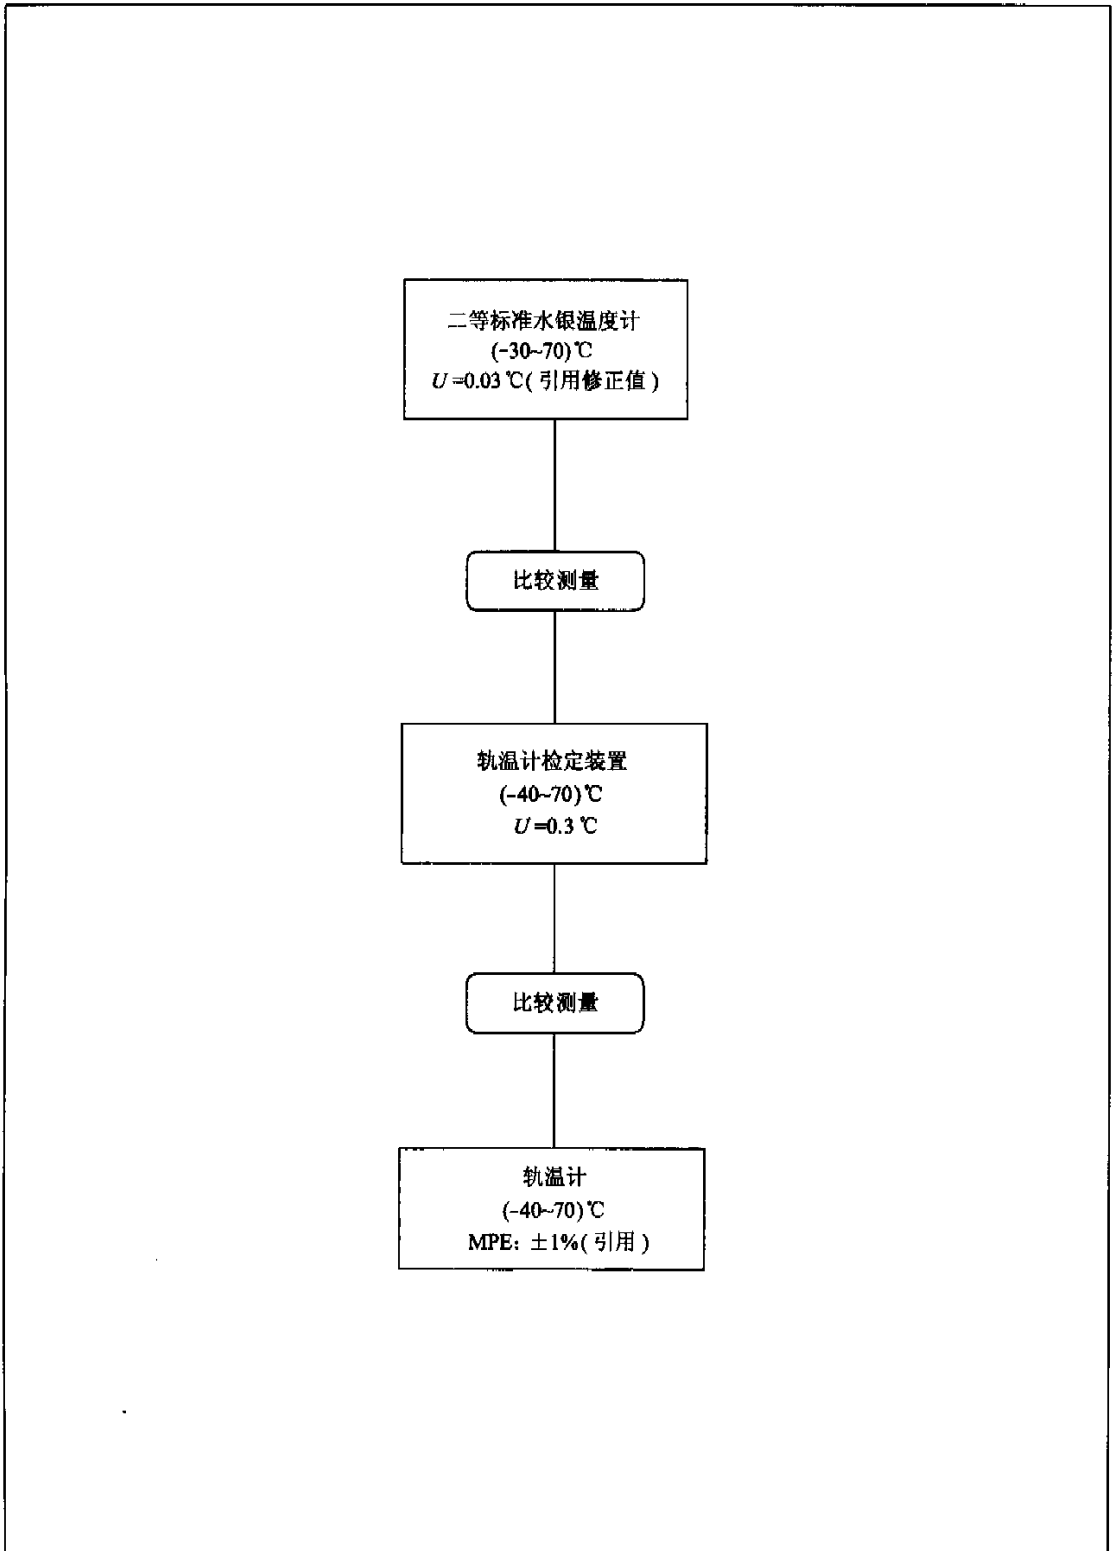 二等标准水银温度计
(-30~70)℃
U=0.03℃(引用修正值)
比较测量
轨温计检定装置
(-40~70)℃
U=0.3℃
比较测量
轨温计
(-40~70)℃
MPE: ±1%(引用)